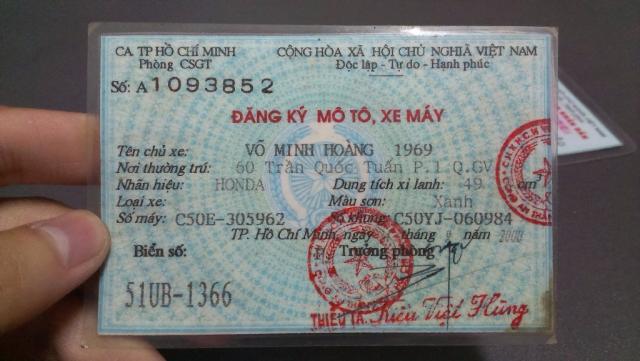 CA TP HỒ CHÍ MINH CỘNG HÒA XÃ HỘI CHỦ NGHĨA VIỆT NAM
Phòng CSGT Độc lập - Tự do - Hạnh phúc
Số: A 1093852
ĐĂNG KÝ MÔ TÔ, XE MÁY
Tên chủ xe: VÕ MINH HOÀNG 1969
Nơi thường trú: 60 Trần Quốc Tuấn P.1 Q.GV
Nhãn hiệu: HONDA Dung tích xi lanh: 49 cm
Loại xe: Màu sơn: Xanh
Số máy: C50E-305962 Số khung: C50YJ-060984
TP. Hồ Chí Minh, ngày tháng năm
Biển số: Trưởng phòng
51UB-1366
THIẾU TÁ: Kiều Việt Hùng